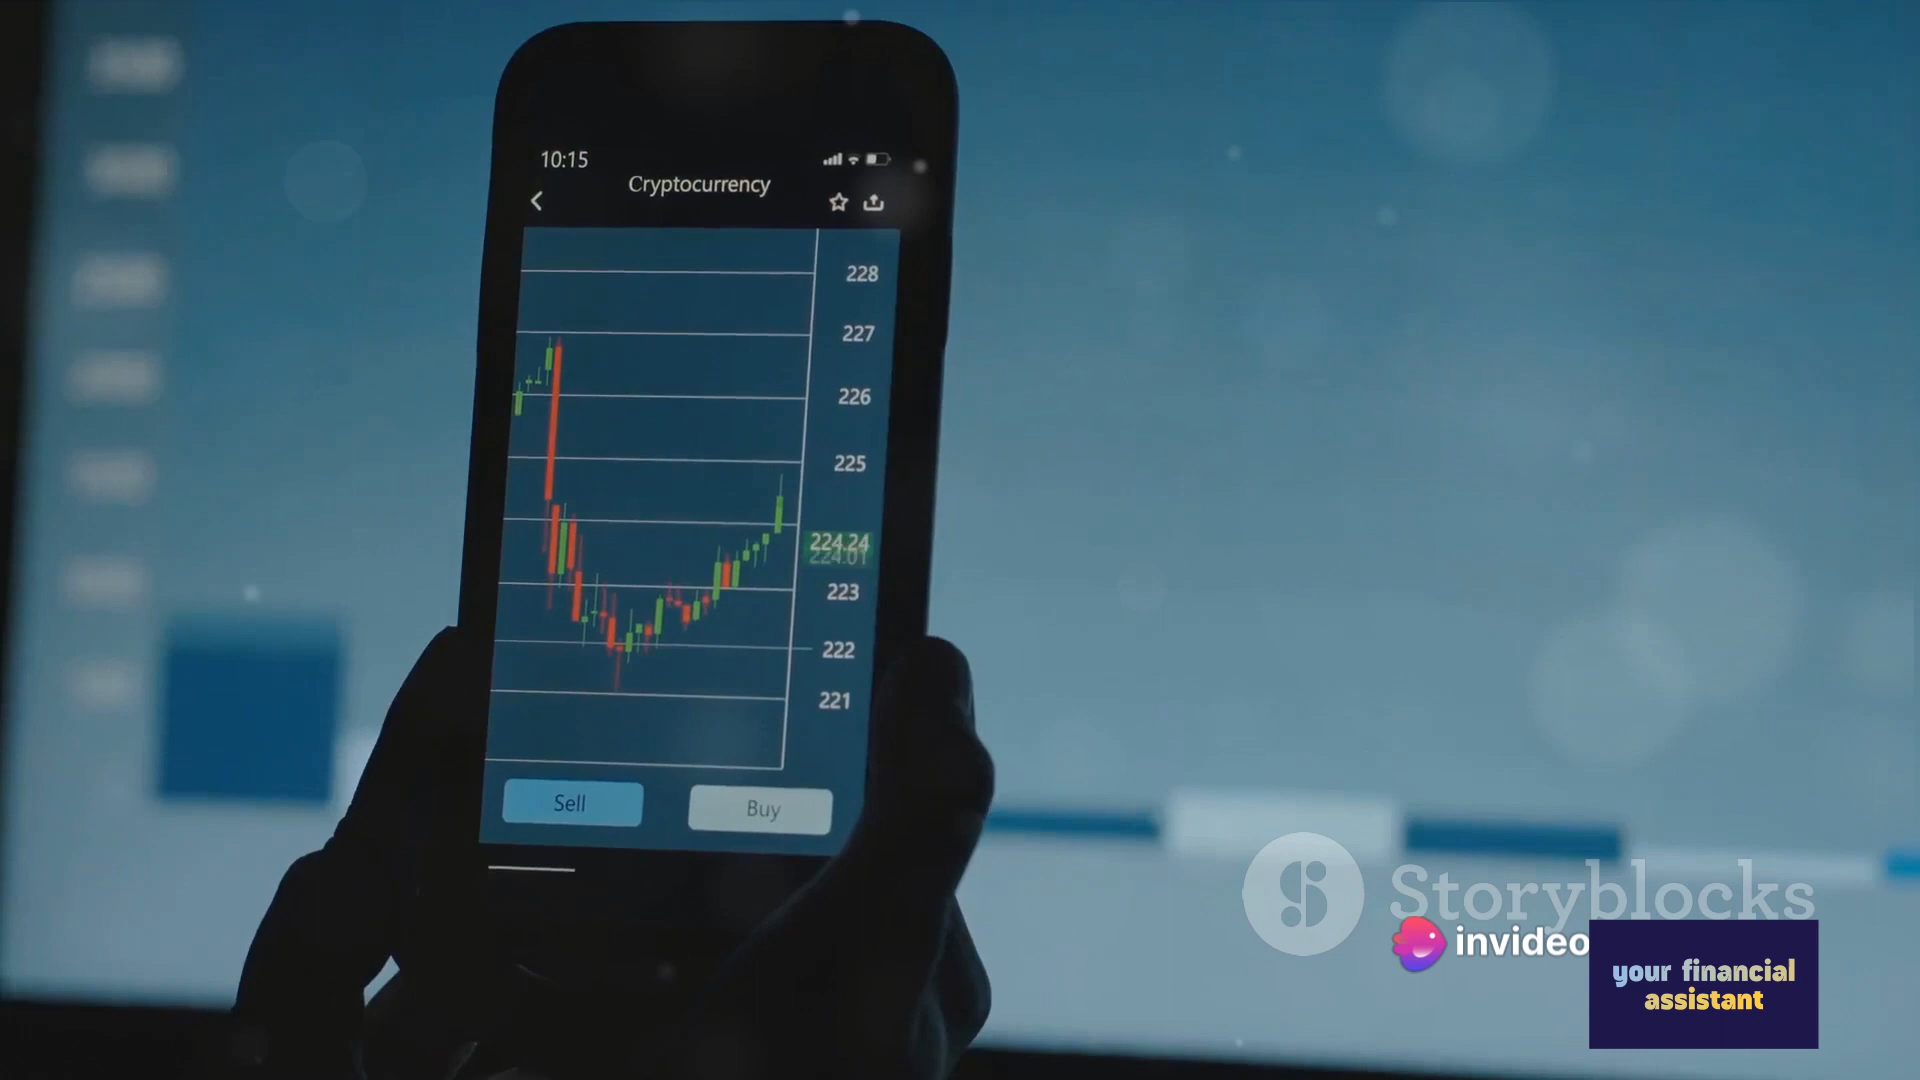 10:15
Cryptocurrency
228
227
226
225
224.24
224.01
223
222
221
Sell
Buy
Storyblocks
invideo
your financial
assistant